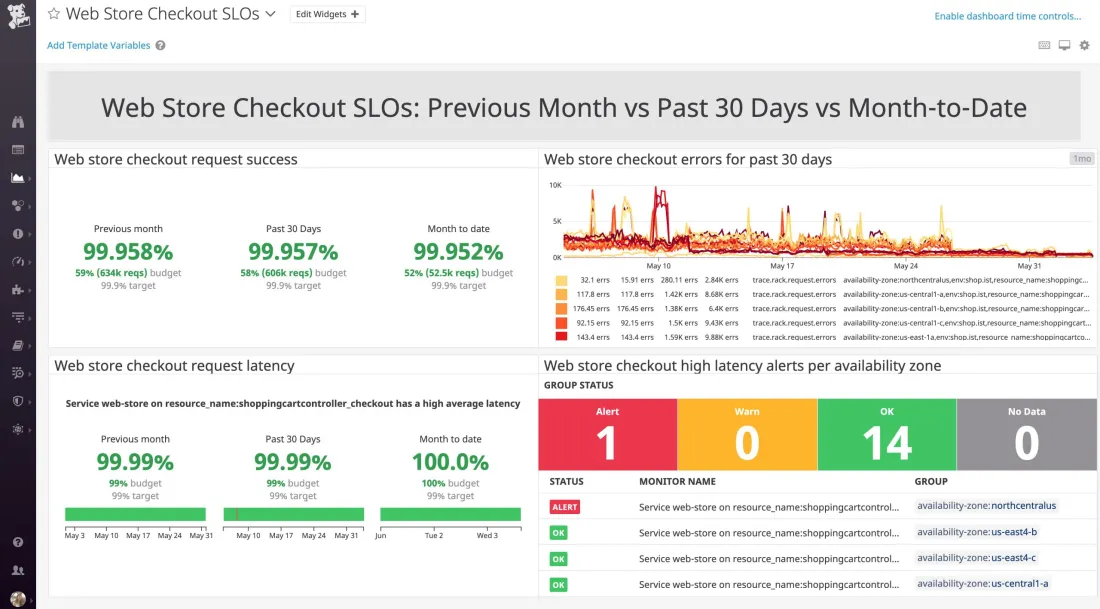 Web Store Checkout SLOs
Edit Widgets +
Enable dashboard time controls...
Add Template Variables ?
Web Store Checkout SLOs: Previous Month vs Past 30 Days vs Month-to-Date
Web store checkout request success
Previous month
99.958%
59% (634k reqs) budget
99.9% target
Past 30 Days
99.957%
58% (606k reqs) budget
99.9% target
Month to date
99.952%
52% (52.5k reqs) budget
99.9% target
Web store checkout errors for past 30 days
1mo
10K
5K
0K
May 10 May 17 May 24 May 31
32.1 errs 15.91 errs 280.11 errs 2.84K errs trace.rack.request.errors availability-zone:northcentralus,env:shop.ist,resource_name:shoppingc...
117.8 errs 117.8 errs 1.42K errs 8.68K errs trace.rack.request.errors availability-zone:us-central1-a,env:shop.ist,resource_name:shoppingcar...
176.45 errs 176.45 errs 1.38K errs 6.4K errs trace.rack.request.errors availability-zone:us-central1-b,env:shop.ist,resource_name:shoppingcar...
92.15 errs 92.15 errs 1.5K errs 9.43K errs trace.rack.request.errors availability-zone:us-central1-c,env:shop.ist,resource_name:shoppingcart...
143.4 errs 143.4 errs 1.59K errs 9.88K errs trace.rack.request.errors availability-zone:us-east-1a,env:shop.ist,resource_name:shoppingcartco...
Web store checkout request latency
Service web-store on resource_name:shoppingcartcontroller_checkout has a high average latency
Previous month
99.99%
99% budget
99% target
May 3 May 10 May 17 May 24 May 31
Past 30 Days
99.99%
99% budget
99% target
May 10 May 17 May 24 May 31
Month to date
100.0%
100% budget
99% target
Jun Tue 2 Wed 3
Web store checkout high latency alerts per availability zone
GROUP STATUS
Alert
1
Warn
0
OK
14
No Data
0
STATUS MONITOR NAME GROUP
ALERT Service web-store on resource_name:shoppingcartcontrol... availability-zone:northcentralus
OK Service web-store on resource_name:shoppingcartcontrol... availability-zone:us-east4-b
OK Service web-store on resource_name:shoppingcartcontrol... availability-zone:us-east4-c
OK Service web-store on resource_name:shoppingcartcontrol... availability-zone:us-central1-a